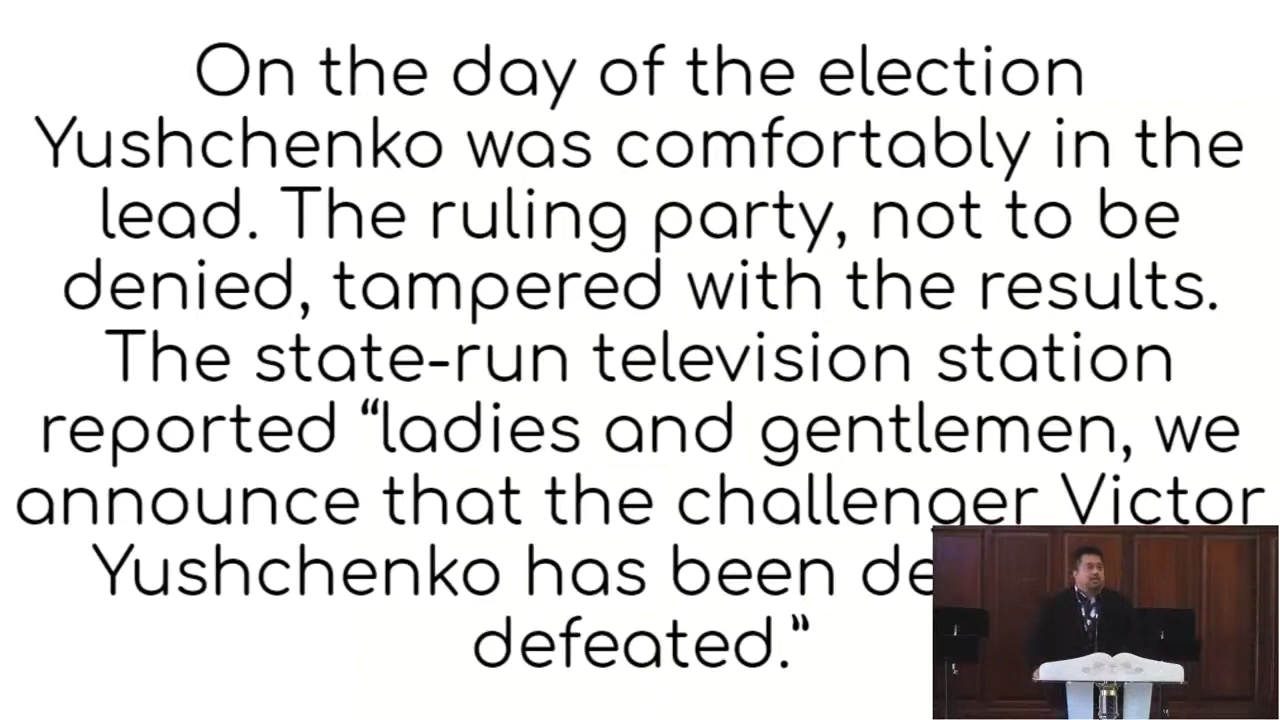 On the day of the election
Yushchenko was comfortably in the
lead. The ruling party, not to be
denied, tampered with the results.
The state-run television station
reported “ladies and gentlemen, we
announce that the challenger Victor
Yushchenko has been
defeated.”